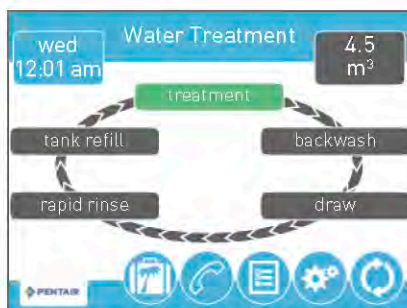 wed
12:01 am
Water Treatment
4.5
m³
treatment
tank refill
backwash
rapid rinse
draw
PENTAIR